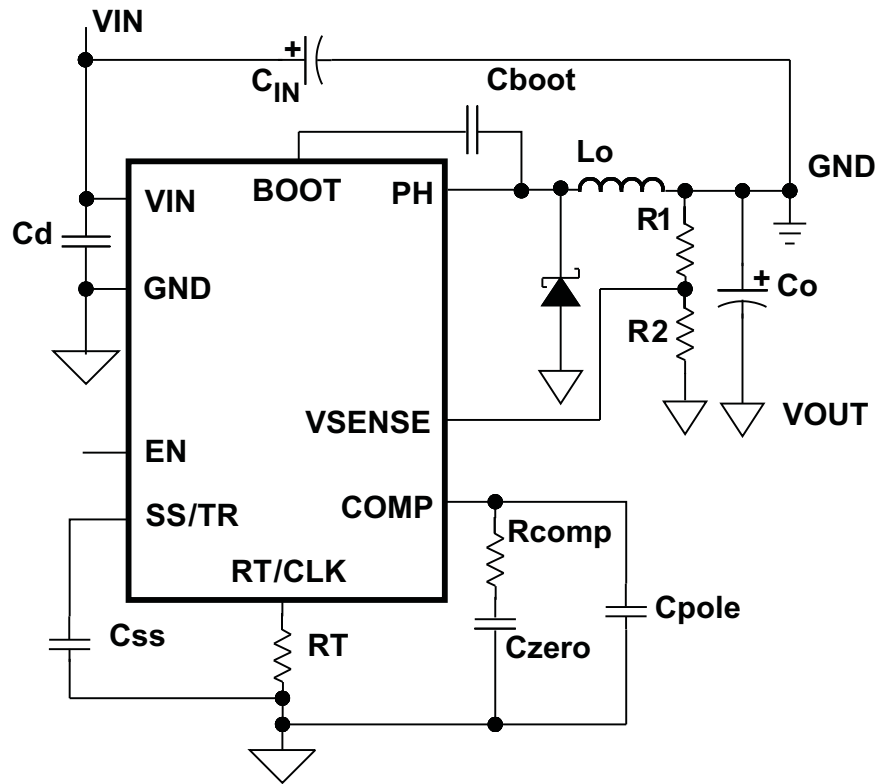 VIN
+
CIN
Cboot
Lo
GND
BOOT
PH
VIN
R1
Cd
GND
+
Co
R2
VSENSE
VOUT
EN
SS/TR
COMP
Rcomp
RT/CLK
Cpole
Css
RT
Czero